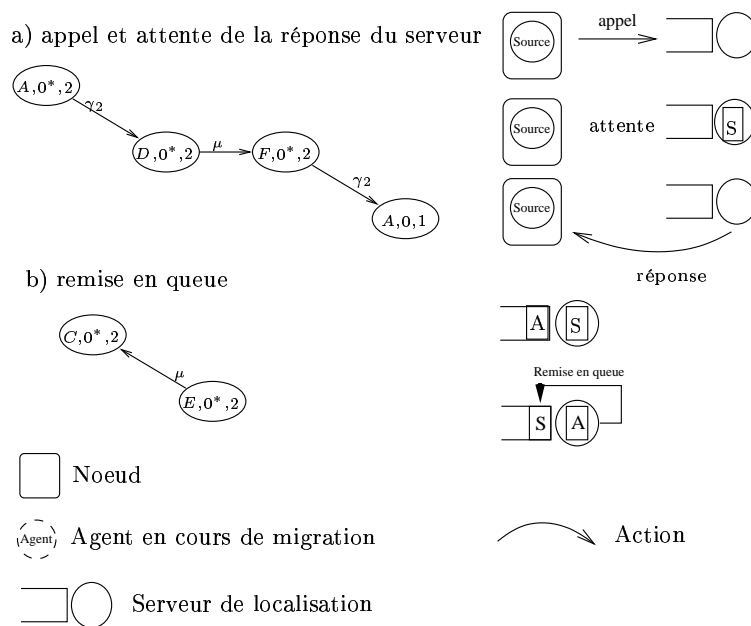 a) appel et attente de la réponse du serveur
Source
appel
A,0*,2
γ2
D,0*,2
μ
F,0*,2
γ2
A,0,1
Source
attente
S
Source
réponse
b) remise en queue
C,0*,2
μ
E,0*,2
A S
Remise en queue
S A
Noeud
Agent
Agent en cours de migration
Action
Serveur de localisation